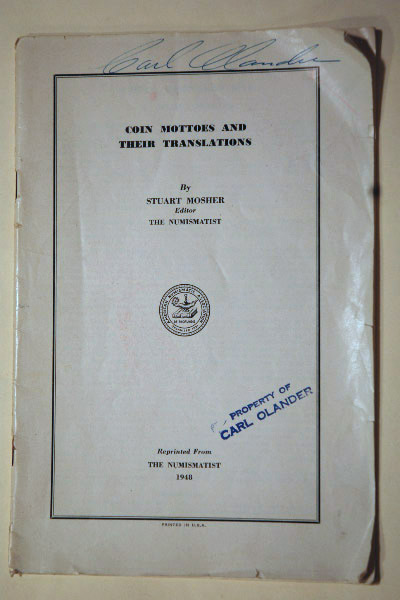 Carl Olander
COIN MOTTOES AND
THEIR TRANSLATIONS
By
STUART MOSHER
Editor
THE NUMISMATIST
PROPERTY OF
CARL OLANDER
Reprinted From
THE NUMISMATIST
1948
PRINTED IN U.S.A.